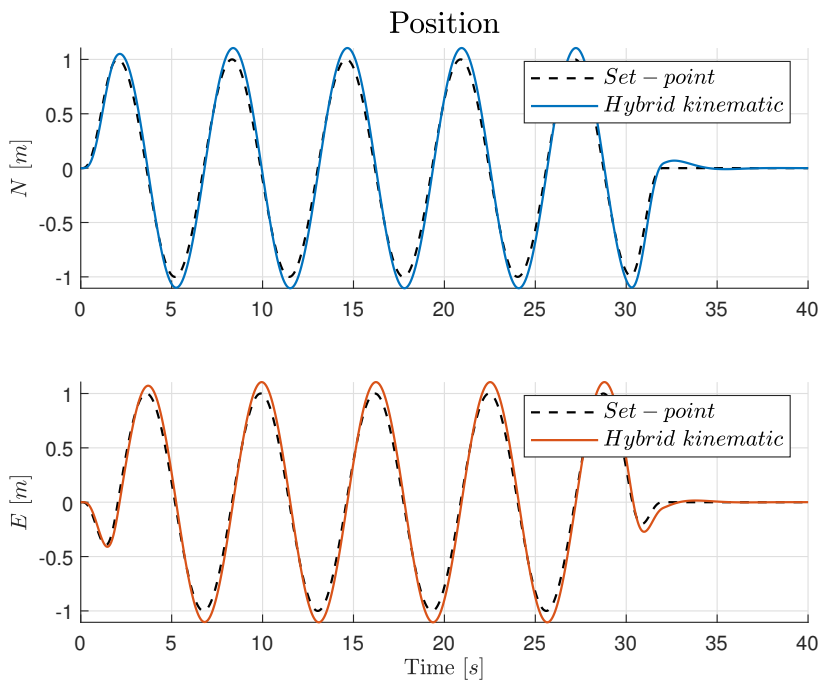 Position
N [m]
1
0.5
0
-0.5
-1
Set − point
Hybrid kinematic
0 5 10 15 20 25 30 35 40
E [m]
1
0.5
0
-0.5
-1
Set − point
Hybrid kinematic
0 5 10 15 20 25 30 35 40
Time [s]